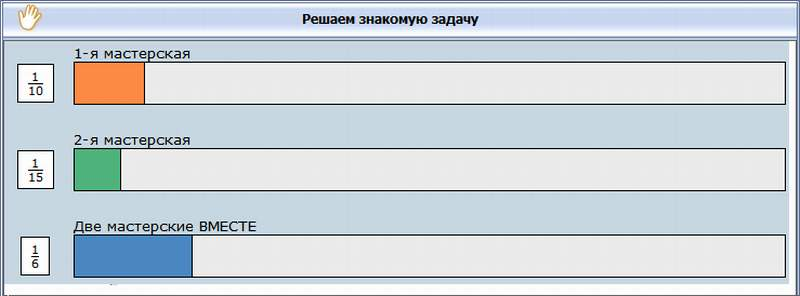 Решаем знакомую задачу
1-я мастерская
1/10
2-я мастерская
1/15
Две мастерские ВМЕСТЕ
1/6